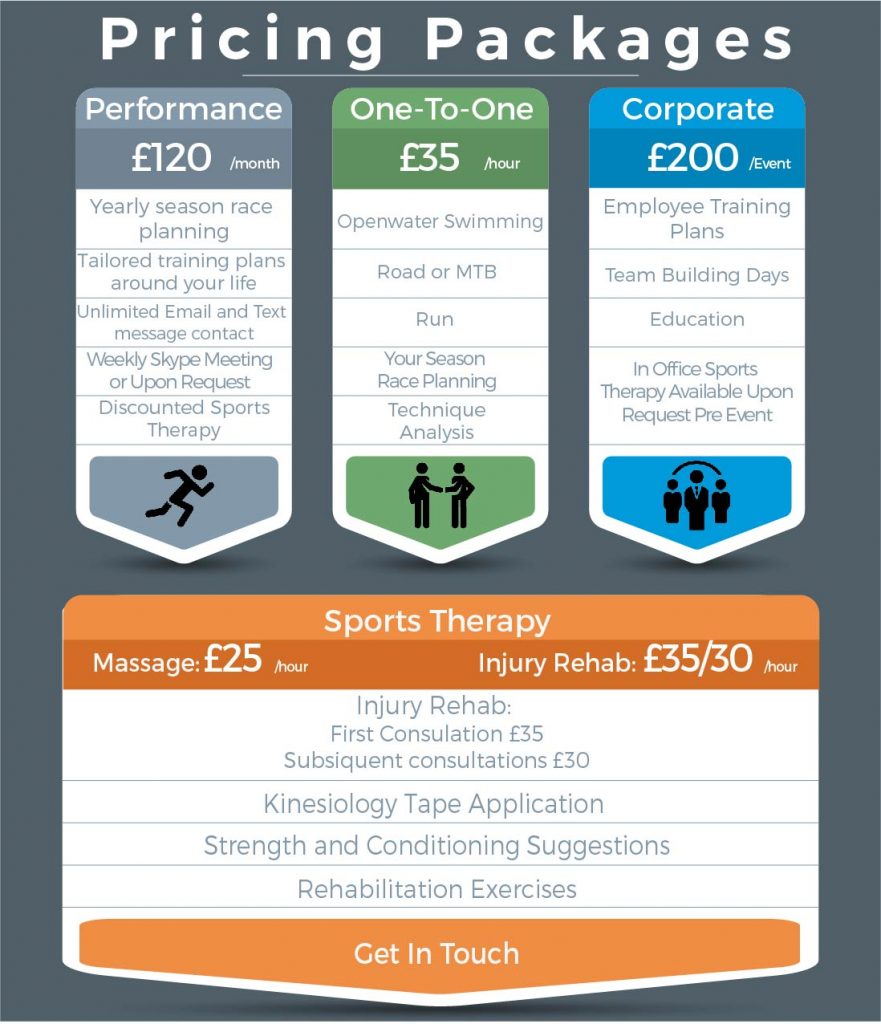 Pricing Packages
Performance
£120 /month
Yearly season race
planning
Tailored training plans
around your life
Unlimited Email and Text
message contact
Weekly Skype Meeting
or Upon Request
Discounted Sports
Therapy
One-To-One
£35 /hour
Openwater Swimming
Road or MTB
Run
Your Season
Race Planning
Technique
Analysis
Corporate
£200 /Event
Employee Training
Plans
Team Building Days
Education
In Office Sports
Therapy Available Upon
Request Pre Event
Sports Therapy
Massage: £25 /hour
Injury Rehab: £35/30 /hour
Injury Rehab:
First Consulation £35
Subsiquent consultations £30
Kinesiology Tape Application
Strength and Conditioning Suggestions
Rehabilitation Exercises
Get In Touch